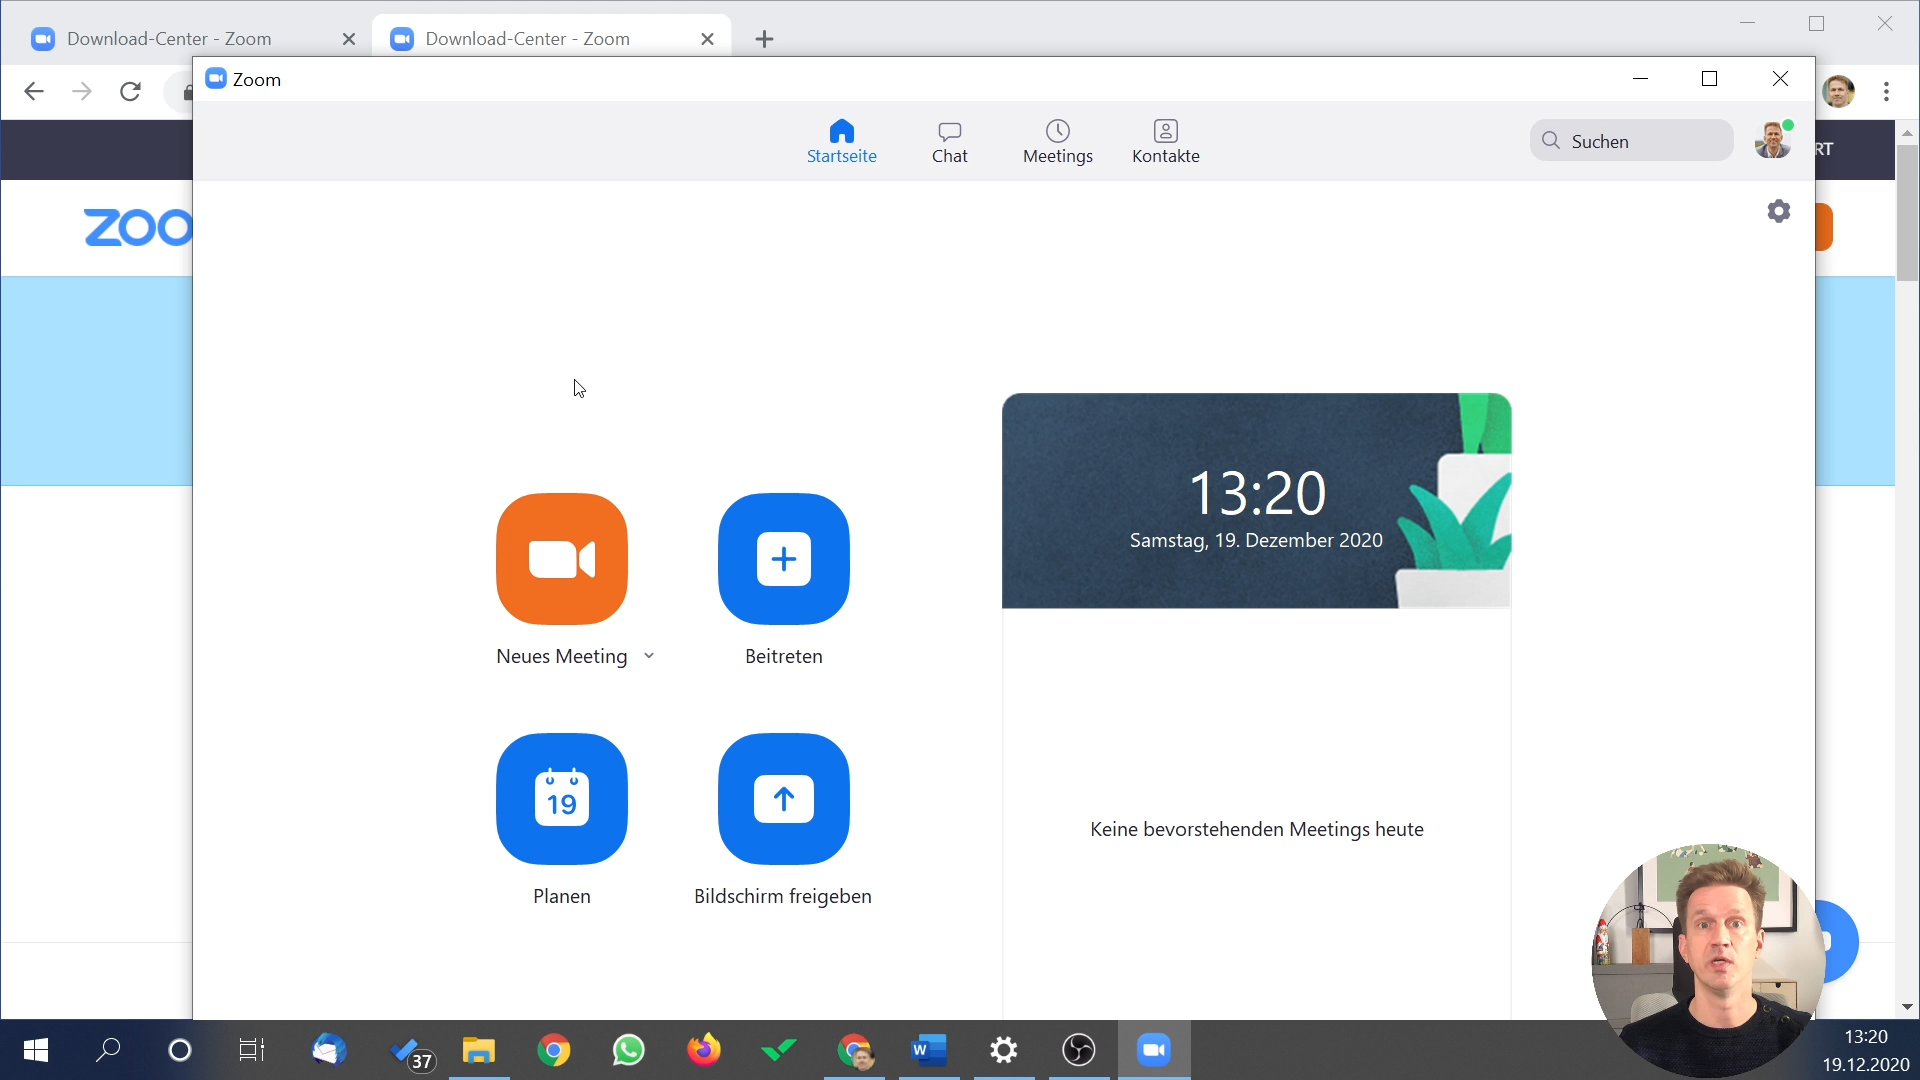 Download-Center - Zoom
Download-Center - Zoom
Zoom
Startseite
Chat
Meetings
Kontakte
Suchen
RT
ZOO
13:20
Samstag, 19. Dezember 2020
Neues Meeting
Beitreten
19
Planen
Bildschirm freigeben
Keine bevorstehenden Meetings heute
37
W
13:20
19.12.2020